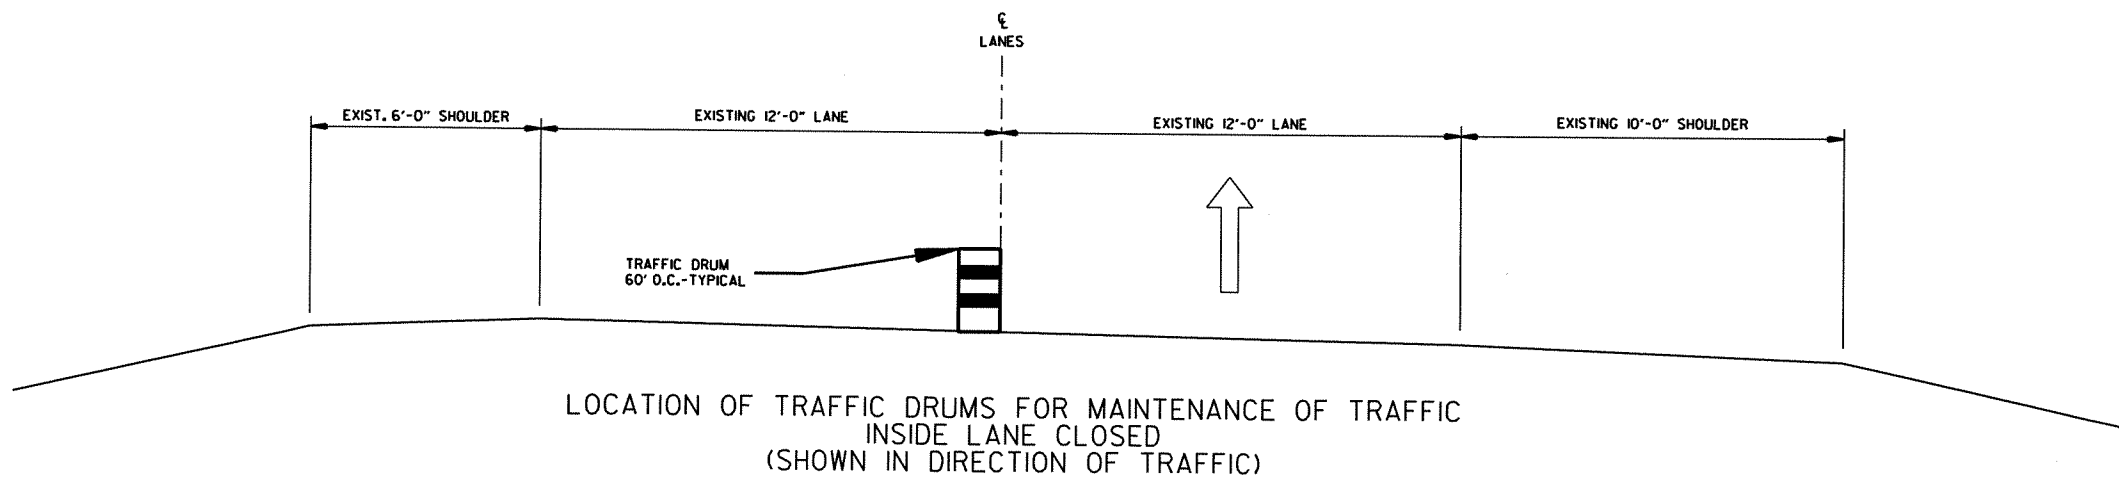 ℄
LANES
EXIST. 6'-0" SHOULDER
EXISTING 12'-0" LANE
EXISTING 12'-0" LANE
EXISTING 10'-0" SHOULDER
TRAFFIC DRUM
60' O.C.-TYPICAL
LOCATION OF TRAFFIC DRUMS FOR MAINTENANCE OF TRAFFIC
INSIDE LANE CLOSED
(SHOWN IN DIRECTION OF TRAFFIC)